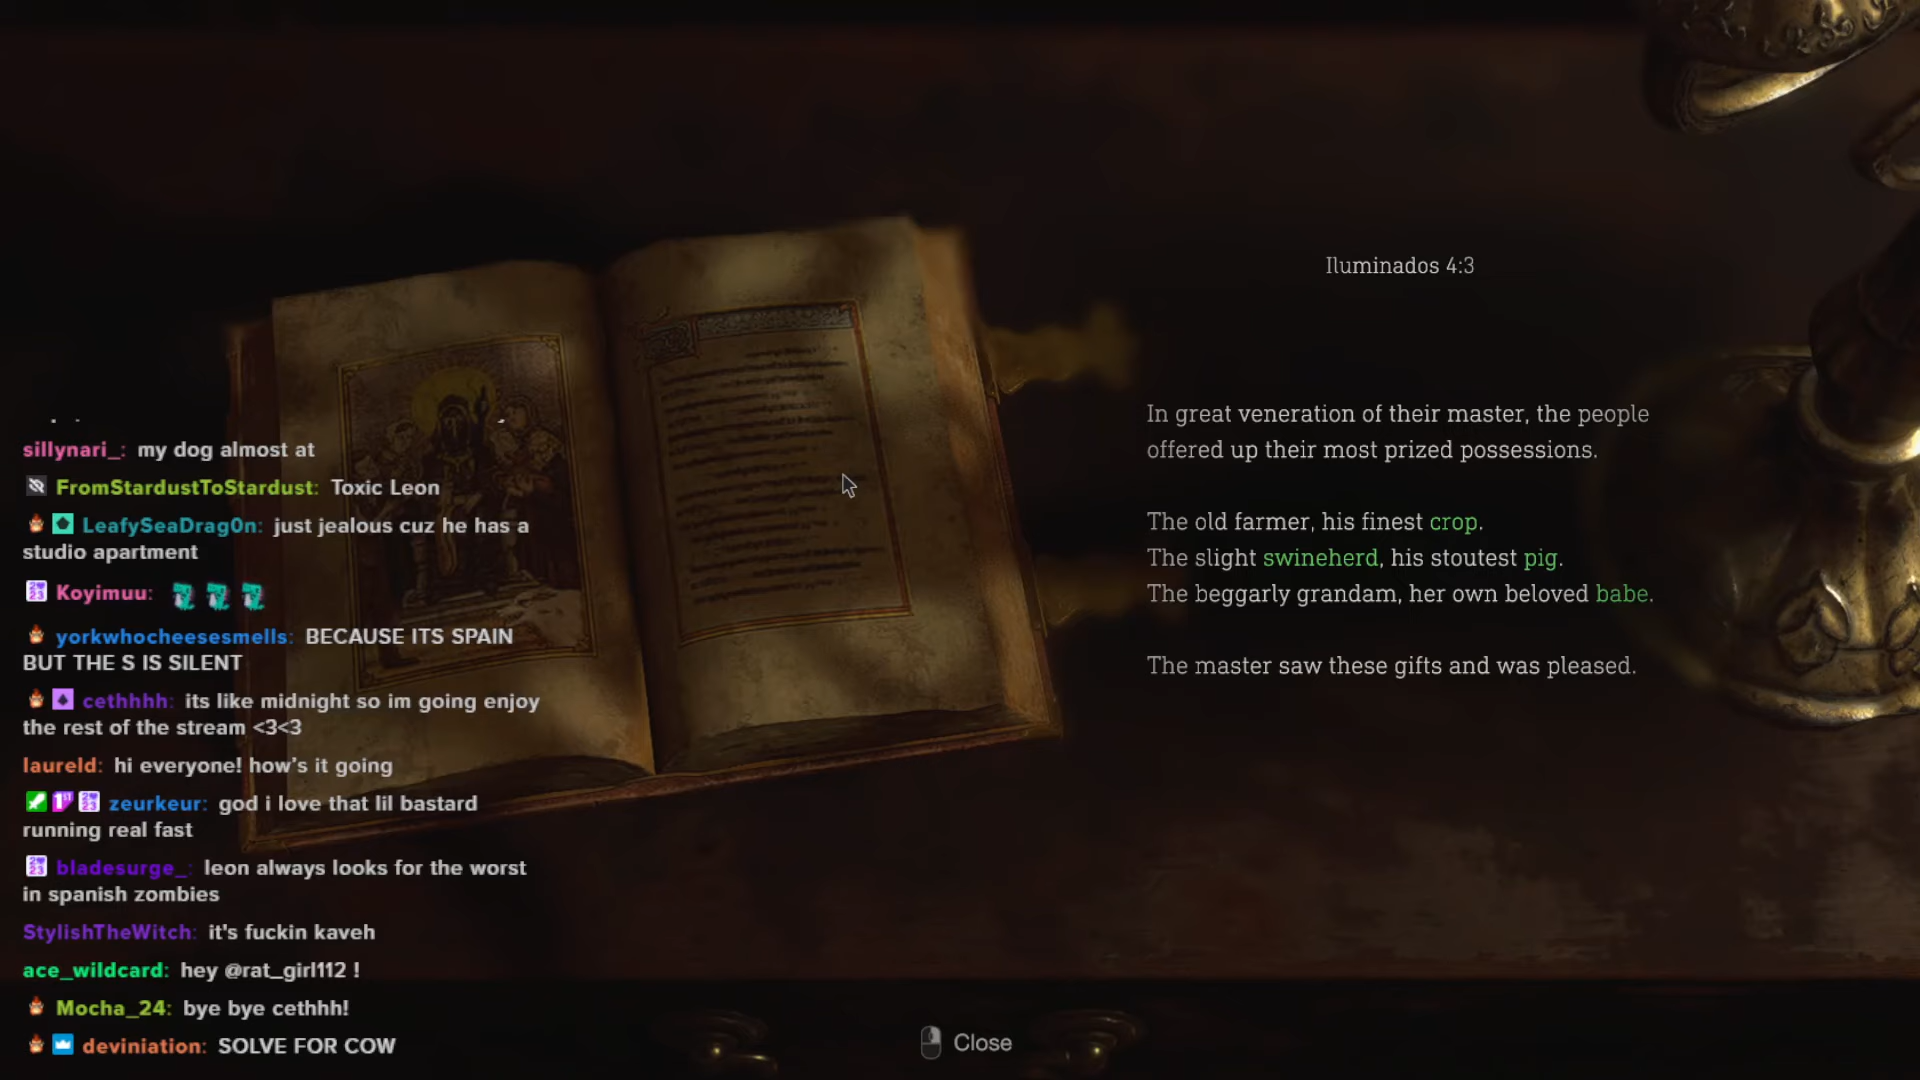 sillynari_: my dog almost at
FromStardustToStardust: Toxic Leon
LeafySeaDrag0n: just jealous cuz he has a
studio apartment
Koyimuu:
yorkwhocheesesmells: BECAUSE ITS SPAIN
BUT THE S IS SILENT
cethhhh: its like midnight so im going enjoy
the rest of the stream <3<3
laureld: hi everyone! how's it going
zeurkeur: god i love that lil bastard
running real fast
bladesurge_: leon always looks for the worst
in spanish zombies
StylishTheWitch: it's fuckin kaveh
ace_wildcard: hey @rat_girl112 !
Mocha_24: bye bye cethhh!
deviniation: SOLVE FOR COW
Iluminados 4:3
In great veneration of their master, the people
offered up their most prized possessions.
The old farmer, his finest crop.
The slight swineherd, his stoutest pig.
The beggarly grandam, her own beloved babe.
The master saw these gifts and was pleased.
Close